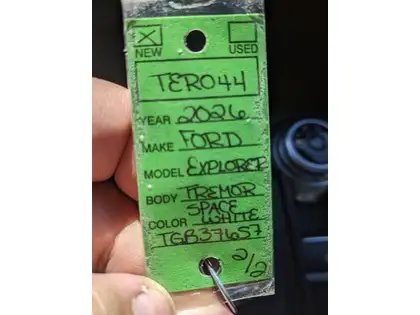 NEW USED
TER044
YEAR 2026
MAKE FORD
MODEL EXPLORER
BODY TREMOR
SPACE
COLOR WHITE
TGB37657
2/2